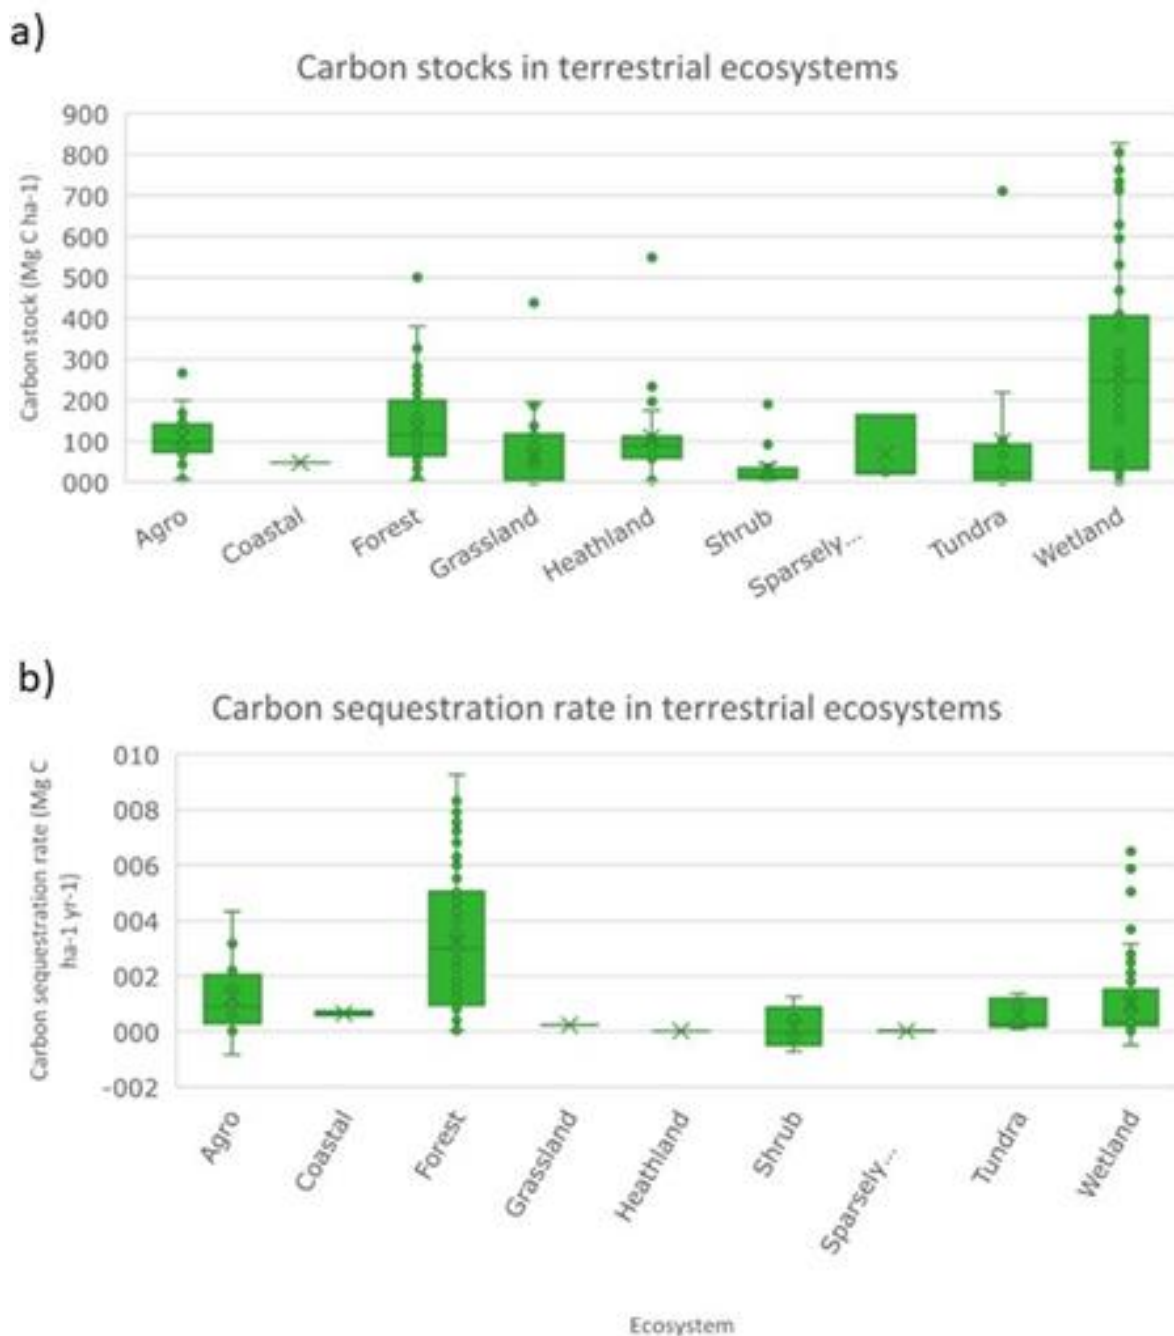 a)
Carbon stocks in terrestrial ecosystems
Carbon stock (Mg C ha-1)
900
800
700
600
500
400
300
200
100
000
Agro
Coastal
Forest
Grassland
Heathland
Shrub
Sparsely...
Tundra
Wetland
b)
Carbon sequestration rate in terrestrial ecosystems
Carbon sequestration rate (Mg C
ha-1 yr-1)
010
008
006
004
002
000
-002
Agro
Coastal
Forest
Grassland
Heathland
Shrub
Sparsely...
Tundra
Wetland
Ecosystem